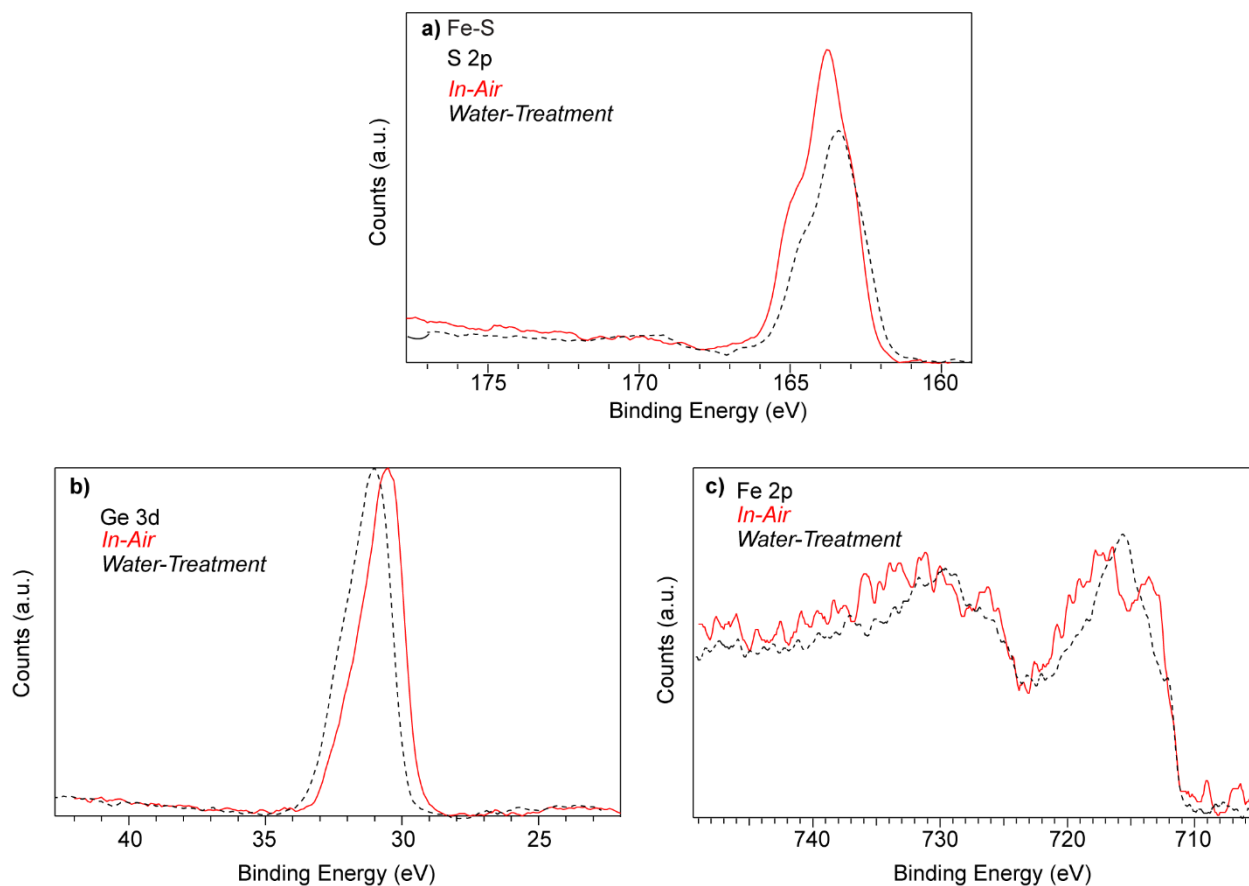 a) Fe-S
S 2p
In-Air
Water-Treatment
Counts (a.u.)
175 170 165 160
Binding Energy (eV)
b)
Ge 3d
In-Air
Water-Treatment
Counts (a.u.)
40 35 30 25
Binding Energy (eV)
c) Fe 2p
In-Air
Water-Treatment
Counts (a.u.)
740 730 720 710
Binding Energy (eV)